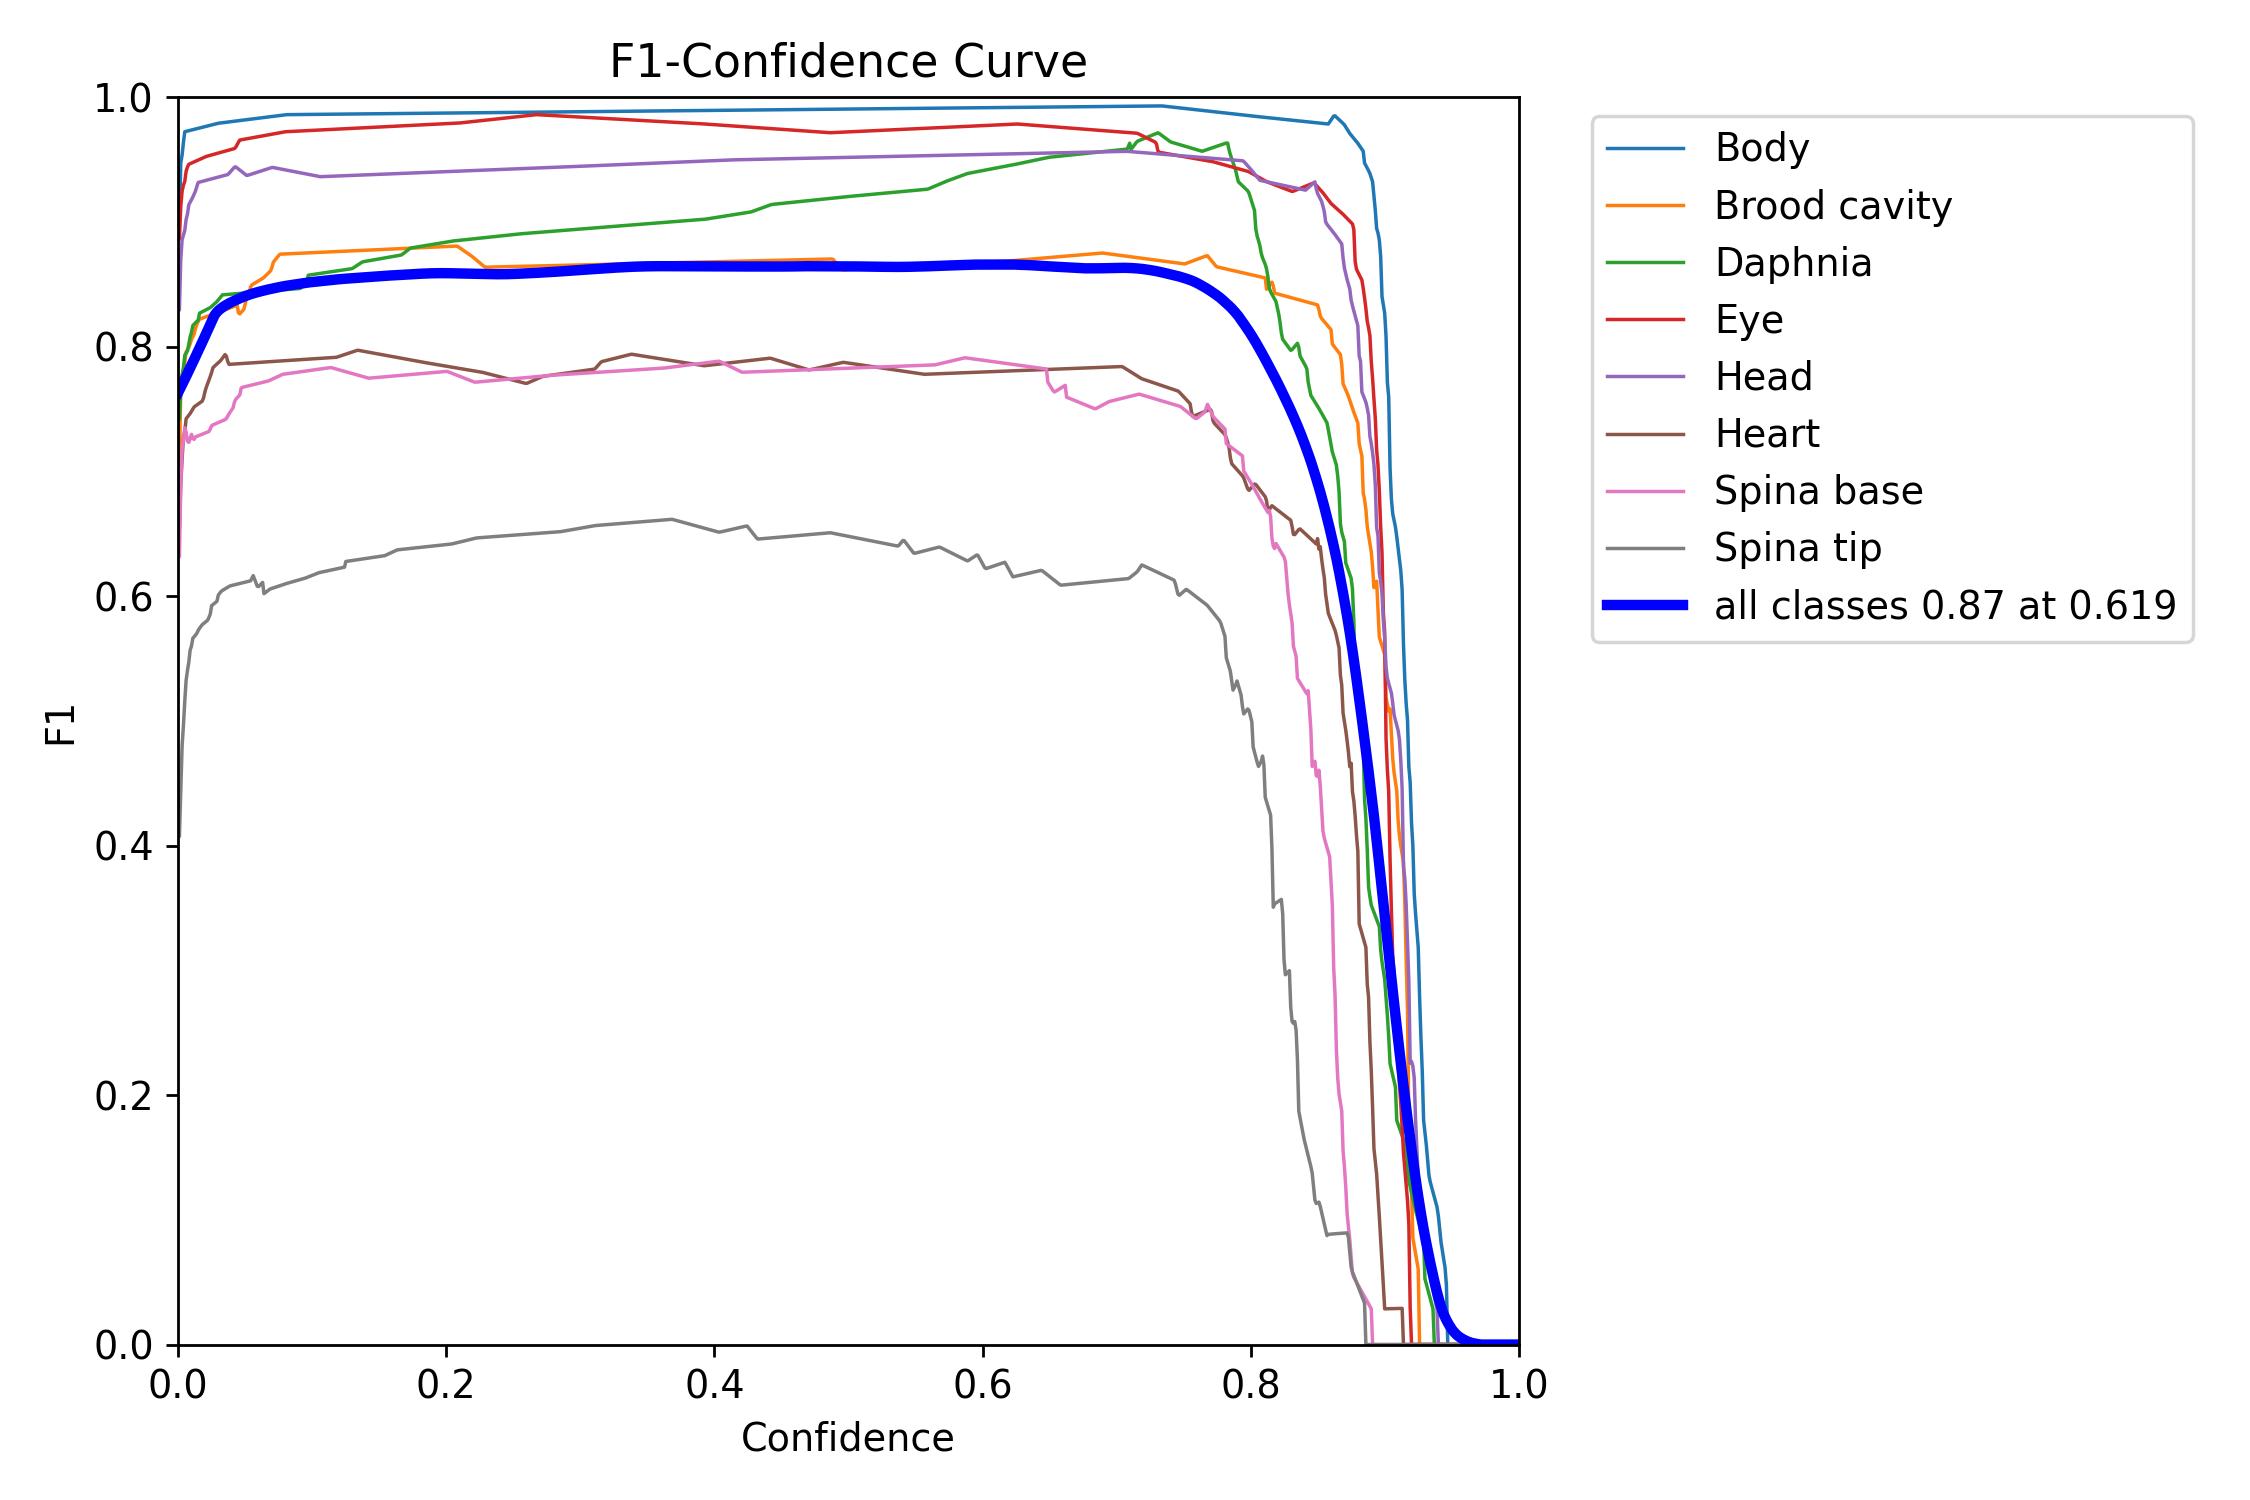 F1-Confidence Curve
1.0
0.8
0.6
0.4
0.2
0.0
F1
0.0 0.2 0.4 0.6 0.8 1.0
Confidence
Body
Brood cavity
Daphnia
Eye
Head
Heart
Spina base
Spina tip
all classes 0.87 at 0.619